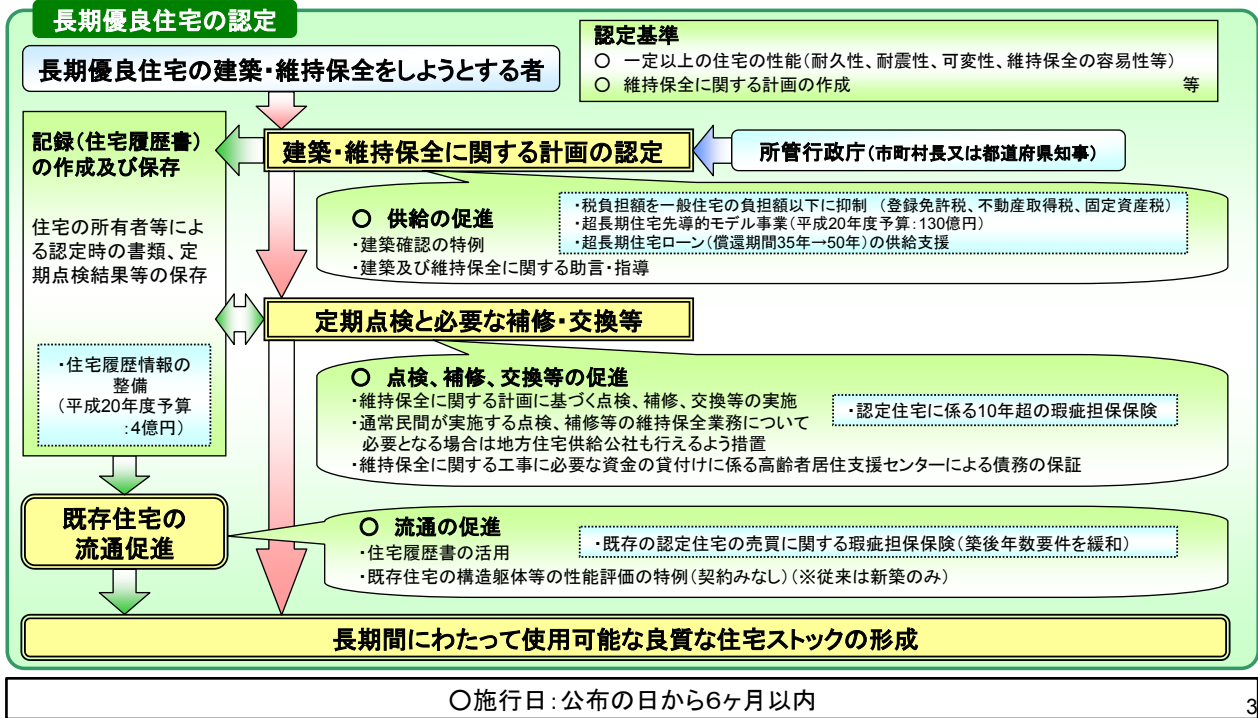 長期優良住宅の認定
長期優良住宅の建築・維持保全をしようとする者
認定基準
○ 一定以上の住宅の性能(耐久性、耐震性、可変性、維持保全の容易性等)
○ 維持保全に関する計画の作成 等
記録(住宅履歴書)
の作成及び保存
住宅の所有者等によ
る認定時の書類、定
期点検結果等の保存
・住宅履歴情報の
整備
(平成20年度予算
:4億円)
建築・維持保全に関する計画の認定
所管行政庁(市町村長又は都道府県知事)
○ 供給の促進
・建築確認の特例
・建築及び維持保全に関する助言・指導
・税負担額を一般住宅の負担額以下に抑制 (登録免許税、不動産取得税、固定資産税)
・超長期住宅先導的モデル事業(平成20年度予算:130億円)
・超長期住宅ローン(償還期間35年→50年)の供給支援
定期点検と必要な補修・交換等
○ 点検、補修、交換等の促進
・維持保全に関する計画に基づく点検、補修、交換等の実施
・通常民間が実施する点検、補修等の維持保全業務について
必要となる場合は地方住宅供給公社も行えるよう措置
・維持保全に関する工事に必要な資金の貸付けに係る高齢者居住支援センターによる債務の保証
・認定住宅に係る10年超の瑕疵担保保険
既存住宅の
流通促進
○ 流通の促進
・住宅履歴書の活用
・既存住宅の構造躯体等の性能評価の特例(契約みなし)(※従来は新築のみ)
・既存の認定住宅の売買に関する瑕疵担保保険(築後年数要件を緩和)
長期間にわたって使用可能な良質な住宅ストックの形成
○施行日:公布の日から6ヶ月以内
3